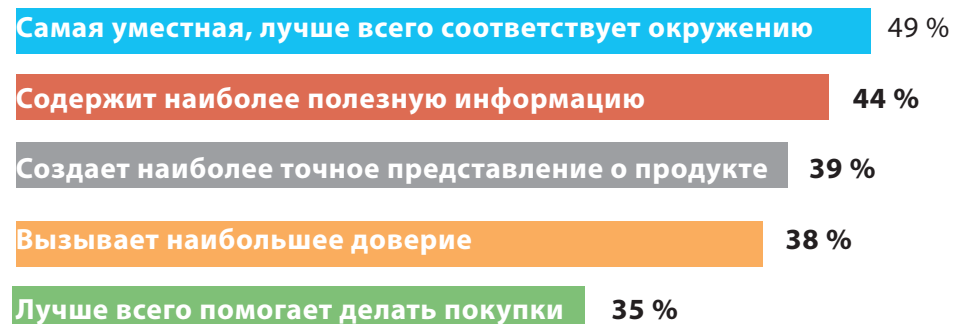 Самая уместная, лучше всего соответствует окружению 49 %
Содержит наиболее полезную информацию 44 %
Создает наиболее точное представление о продукте 39 %
Вызывает наибольшее доверие 38 %
Лучше всего помогает делать покупки 35 %